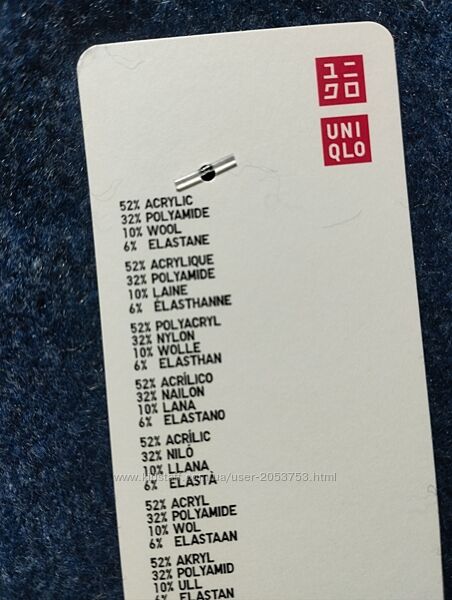 ユニ
クロ
UNI
QLO
52% ACRYLIC
32% POLYAMIDE
10% WOOL
6% ELASTANE
52% ACRYLIQUE
32% POLYAMIDE
10% LAINE
6% ÉLASTHANNE
52% POLYACRYL
32% NYLON
10% WOLLE
6% ELASTHAN
52% ACRÍLICO
32% NAILON
10% LANA
6% ELASTANO
52% ACRÍLIC
32% NILÓ
10% LLANA
6% ELASTÀ
52% ACRYL
32% POLYAMIDE
10% WOL
6% ELASTAAN
52% AKRYL
32% POLYAMID
10% ULL
6% ELASTAN